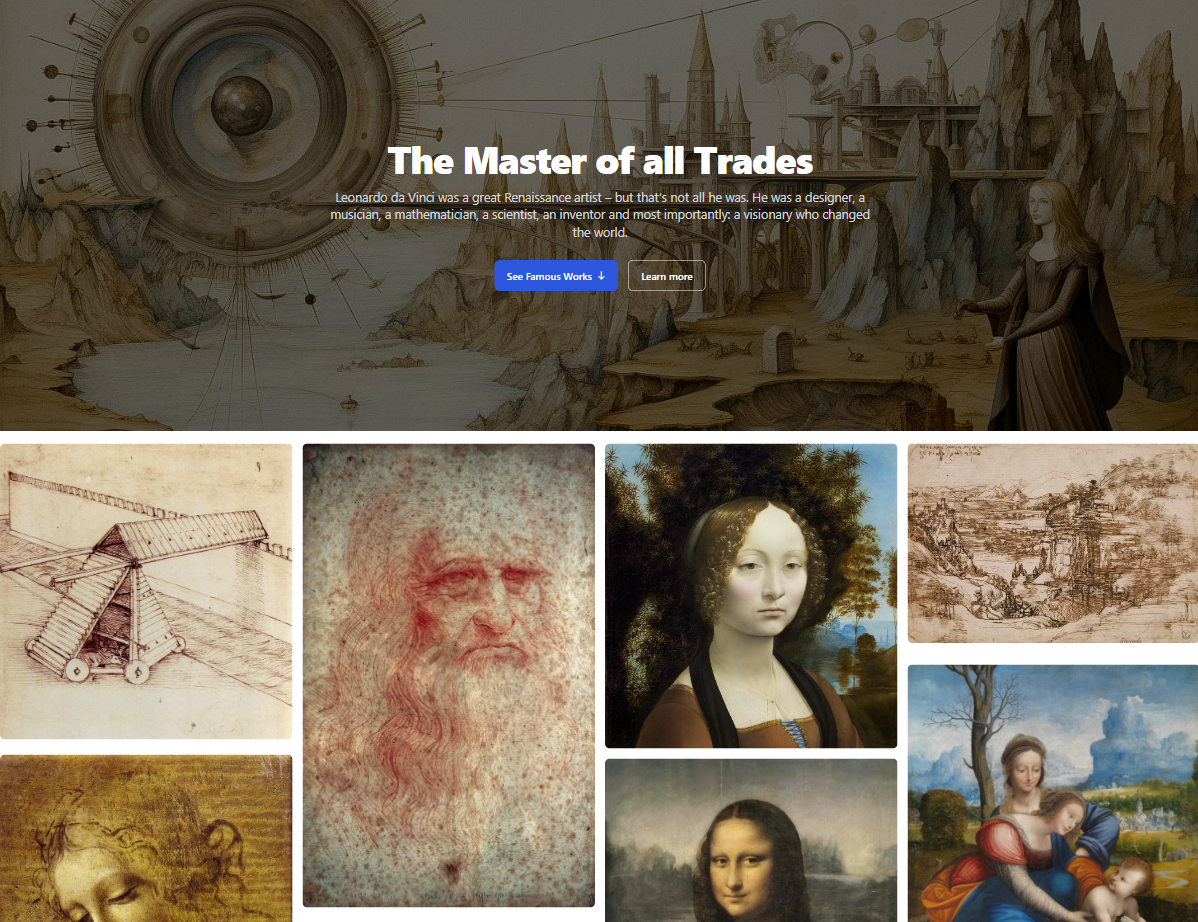 The Master of all Trades
Leonardo da Vinci was a great Renaissance artist – but that's not all he was. He was a designer, a
musician, a mathematician, a scientist, an inventor and most importantly: a visionary who changed
the world.
See Famous Works ↓
Learn more